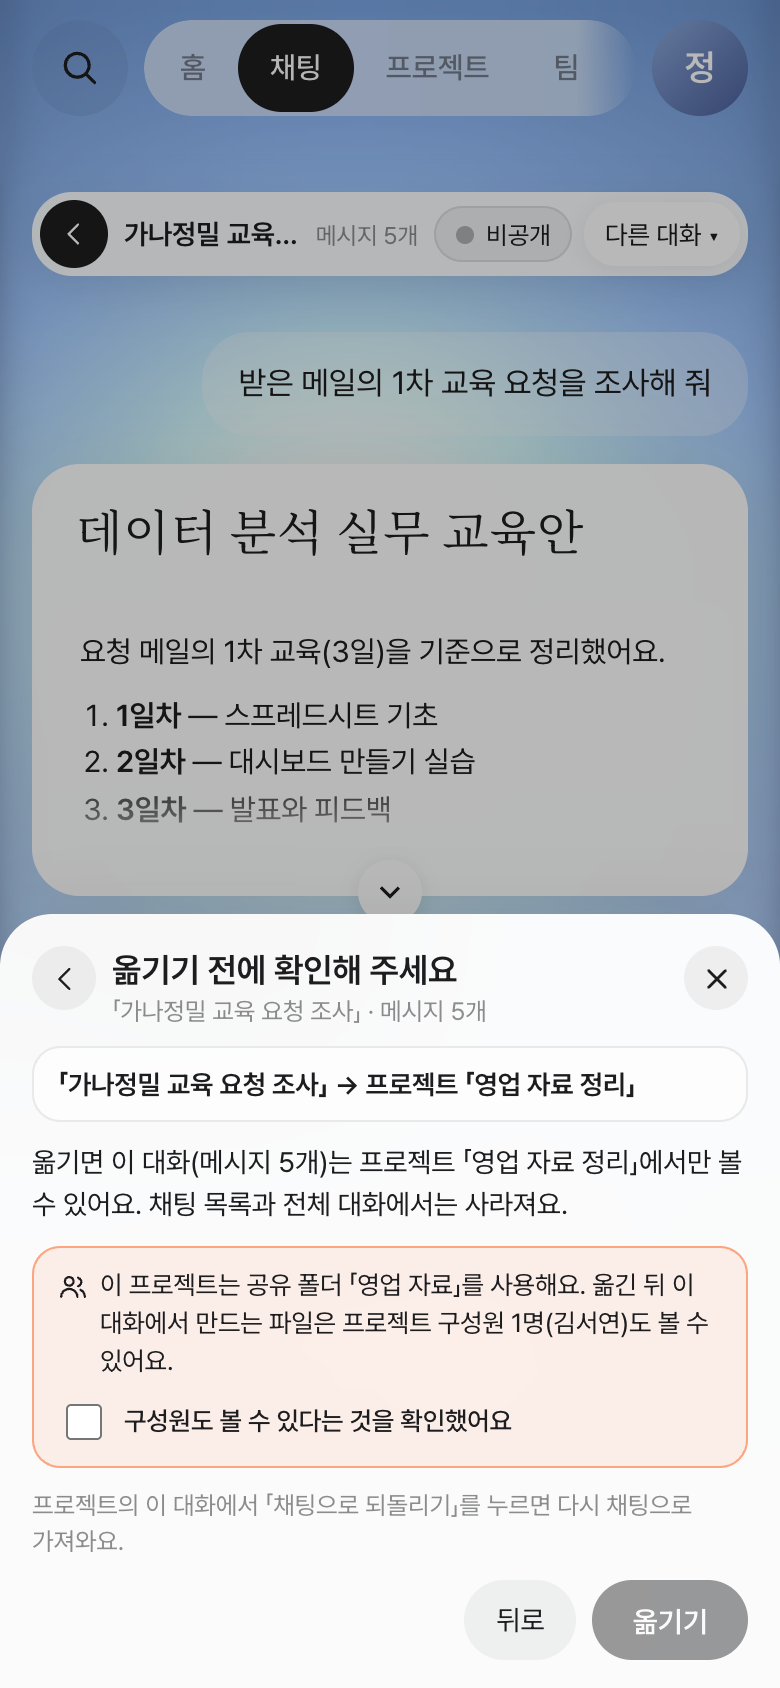 홈 채팅 프로젝트 팀 정
가나정밀 교육... 메시지 5개 비공개 다른 대화 ▾
받은 메일의 1차 교육 요청을 조사해 줘
데이터 분석 실무 교육안
요청 메일의 1차 교육(3일)을 기준으로 정리했어요.
1. 1일차 — 스프레드시트 기초
2. 2일차 — 대시보드 만들기 실습
3. 3일차 — 발표와 피드백
옮기기 전에 확인해 주세요
「가나정밀 교육 요청 조사」 · 메시지 5개
「가나정밀 교육 요청 조사」 → 프로젝트 「영업 자료 정리」
옮기면 이 대화(메시지 5개)는 프로젝트 「영업 자료 정리」에서만 볼
수 있어요. 채팅 목록과 전체 대화에서는 사라져요.
이 프로젝트는 공유 폴더 「영업 자료」를 사용해요. 옮긴 뒤 이
대화에서 만드는 파일은 프로젝트 구성원 1명(김서연)도 볼 수
있어요.
구성원도 볼 수 있다는 것을 확인했어요
프로젝트의 이 대화에서 「채팅으로 되돌리기」를 누르면 다시 채팅으로
가져와요.
뒤로 옮기기